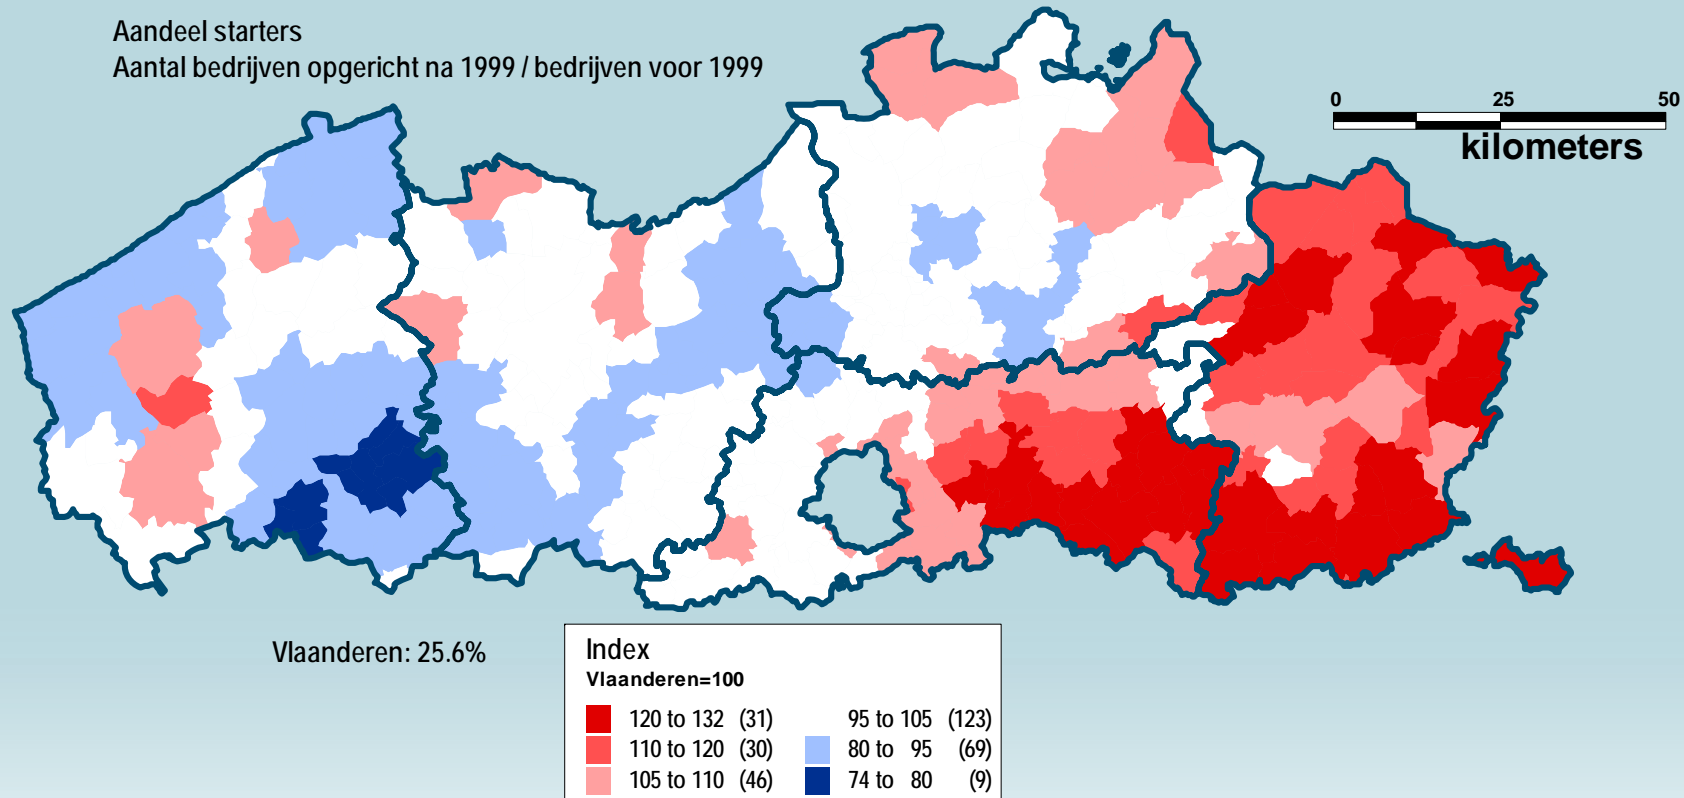 Aandeel starters
Aantal bedrijven opgericht na 1999 / bedrijven voor 1999
0 25 50
kilometers
Vlaanderen: 25.6%
Index
Vlaanderen=100
120 to 132 (31) 95 to 105 (123)
110 to 120 (30) 80 to 95 (69)
105 to 110 (46) 74 to 80 (9)